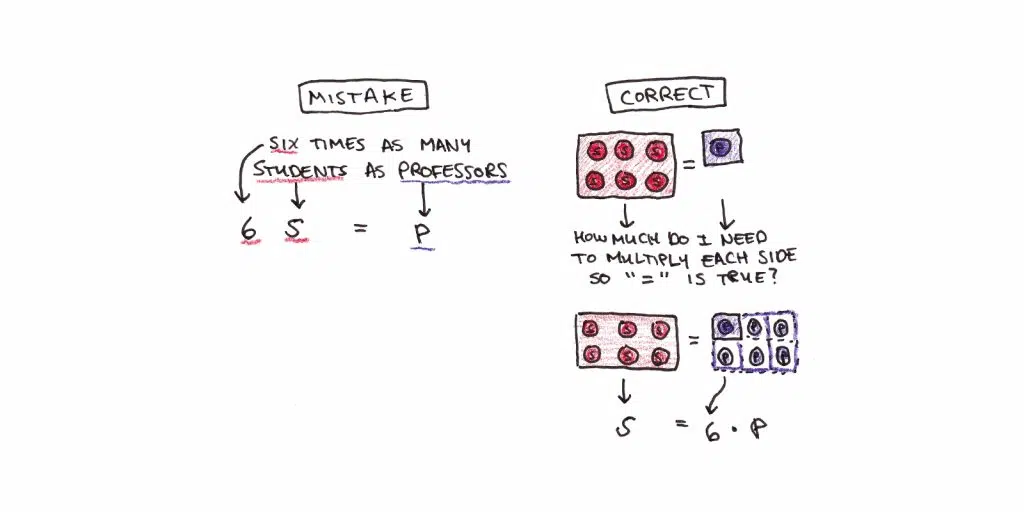 MISTAKE
SIX TIMES AS MANY
STUDENTS AS PROFESSORS
6 S = P
CORRECT
S S S
S S S
= P
HOW MUCH DO I NEED
TO MULTIPLY EACH SIDE
SO "=" IS TRUE?
S S S = P P P
S S S P P P
S = 6 · P